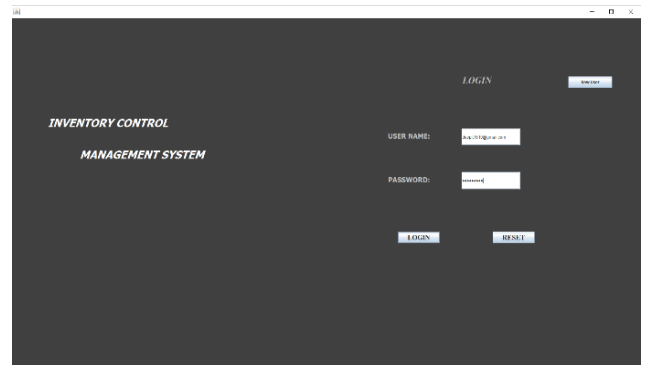 LOGIN
INVENTORY CONTROL
MANAGEMENT SYSTEM
USER NAME:
PASSWORD:
LOGIN RESET